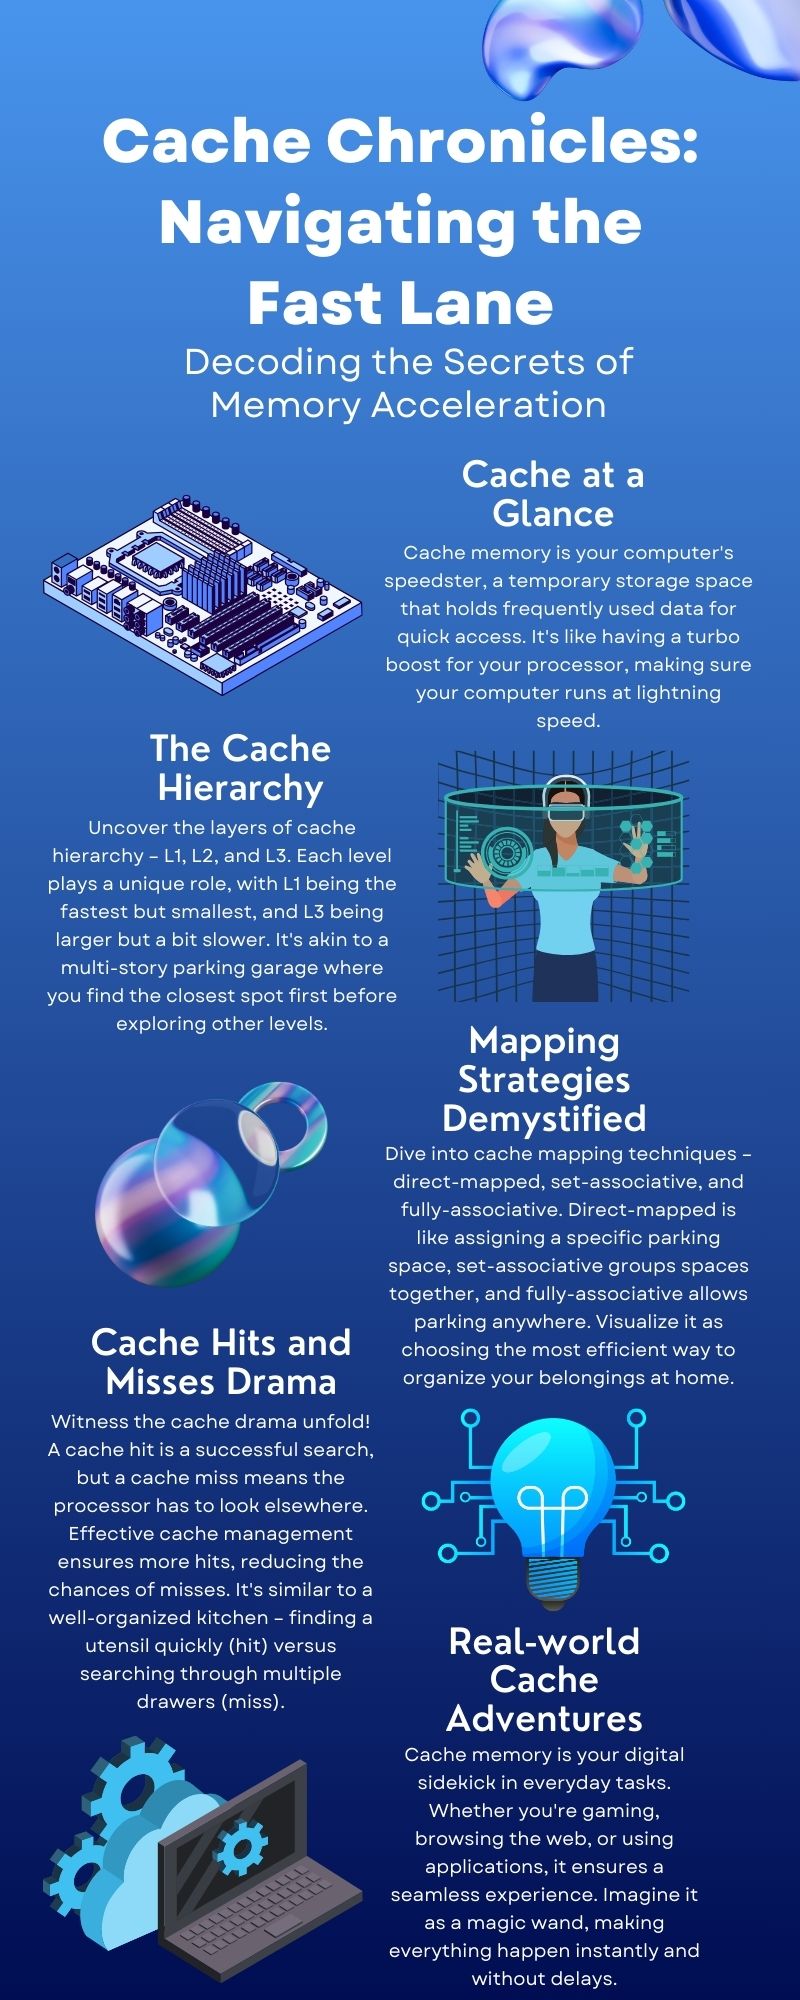 Cache Chronicles:
Navigating the
Fast Lane
Decoding the Secrets of
Memory Acceleration
Cache at a
Glance
Cache memory is your computer's
speedster, a temporary storage space
that holds frequently used data for
quick access. It's like having a turbo
boost for your processor, making sure
your computer runs at lightning
speed.
The Cache
Hierarchy
Uncover the layers of cache
hierarchy – L1, L2, and L3. Each level
plays a unique role, with L1 being the
fastest but smallest, and L3 being
larger but a bit slower. It's akin to a
multi-story parking garage where
you find the closest spot first before
exploring other levels.
Mapping
Strategies
Demystified
Dive into cache mapping techniques –
direct-mapped, set-associative, and
fully-associative. Direct-mapped is
like assigning a specific parking
space, set-associative groups spaces
together, and fully-associative allows
parking anywhere. Visualize it as
choosing the most efficient way to
organize your belongings at home.
Cache Hits and
Misses Drama
Witness the cache drama unfold!
A cache hit is a successful search,
but a cache miss means the
processor has to look elsewhere.
Effective cache management
ensures more hits, reducing the
chances of misses. It's similar to a
well-organized kitchen – finding a
utensil quickly (hit) versus
searching through multiple
drawers (miss).
Real-world
Cache
Adventures
Cache memory is your digital
sidekick in everyday tasks.
Whether you're gaming,
browsing the web, or using
applications, it ensures a
seamless experience. Imagine it
as a magic wand, making
everything happen instantly and
without delays.